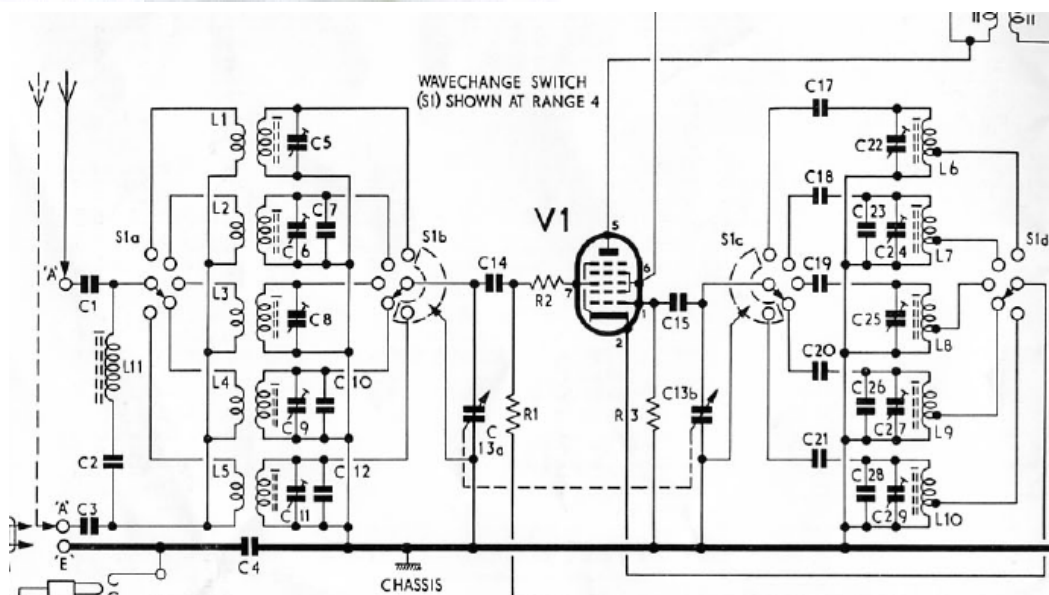 WAVECHANGE SWITCH
(S1) SHOWN AT RANGE 4
C17
L1
C5
C22
L6
C18
L2
C7
C6
V1
5
C23
C24
L7
S1a
S1b
S1c
S1d
'A'
C1
C14
R2
7
6
1
2
C15
C19
L3
C8
C25
L8
L11
C20
L4
C10
C9
C
13a
R1
R13
C13b
C26
C27
L9
C2
C21
L5
C12
C11
C28
C29
L10
'A'
C3
'E'
C4
CHASSIS